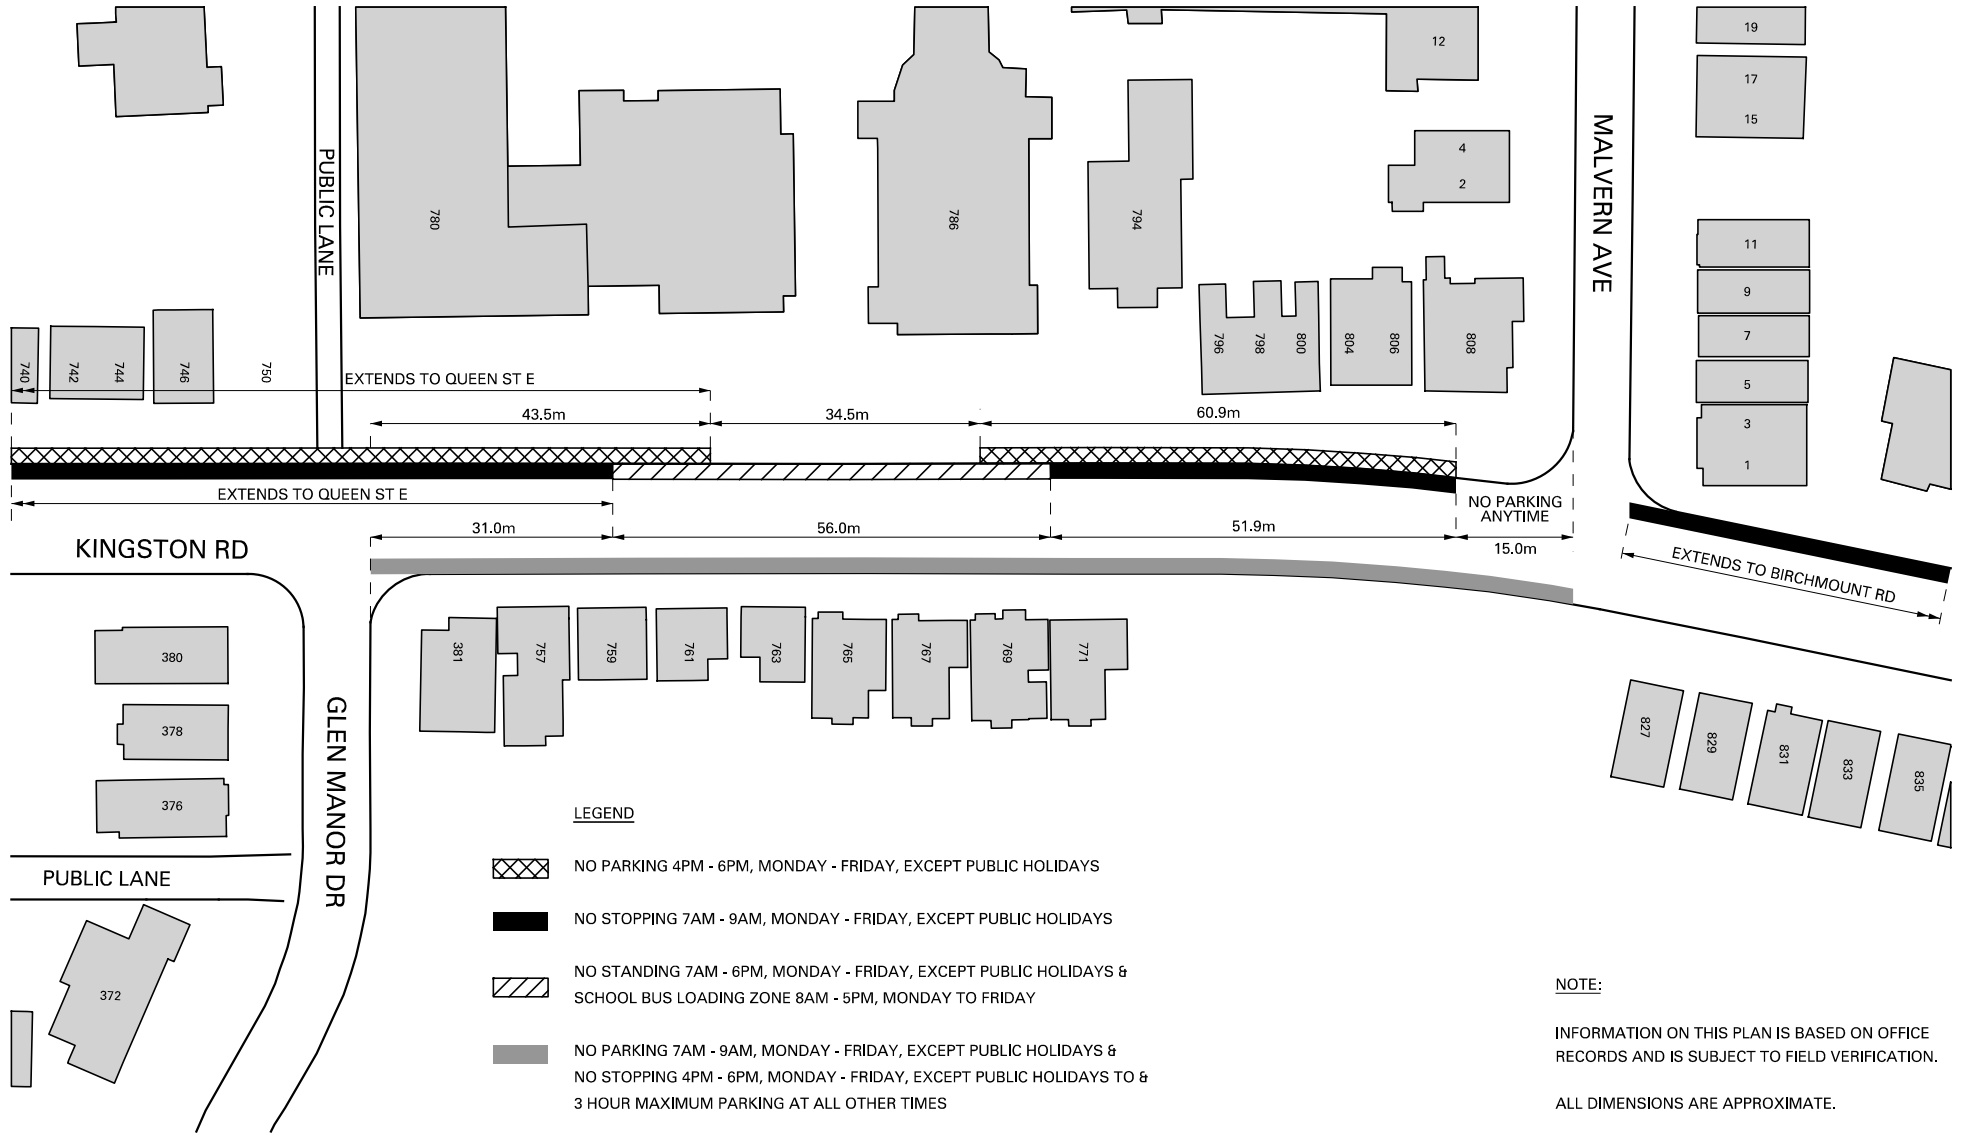 19
12
17
15
PUBLIC LANE
MALVERN AVE
4
2
780
786
794
11
9
7
5
3
1
796
798
800
804
806
808
740
742
744
746
750
EXTENDS TO QUEEN ST E
43.5m
34.5m
60.9m
EXTENDS TO QUEEN ST E
NO PARKING
ANYTIME
31.0m
56.0m
51.9m
15.0m
KINGSTON RD
EXTENDS TO BIRCHMOUNT RD
380
378
376
381
757
759
761
763
765
767
769
771
827
829
831
833
835
GLEN MANOR DR
PUBLIC LANE
372
LEGEND
NO PARKING 4PM - 6PM, MONDAY - FRIDAY, EXCEPT PUBLIC HOLIDAYS
NO STOPPING 7AM - 9AM, MONDAY - FRIDAY, EXCEPT PUBLIC HOLIDAYS
NO STANDING 7AM - 6PM, MONDAY - FRIDAY, EXCEPT PUBLIC HOLIDAYS &
SCHOOL BUS LOADING ZONE 8AM - 5PM, MONDAY TO FRIDAY
NO PARKING 7AM - 9AM, MONDAY - FRIDAY, EXCEPT PUBLIC HOLIDAYS &
NO STOPPING 4PM - 6PM, MONDAY - FRIDAY, EXCEPT PUBLIC HOLIDAYS TO &
3 HOUR MAXIMUM PARKING AT ALL OTHER TIMES
NOTE:
INFORMATION ON THIS PLAN IS BASED ON OFFICE
RECORDS AND IS SUBJECT TO FIELD VERIFICATION.
ALL DIMENSIONS ARE APPROXIMATE.